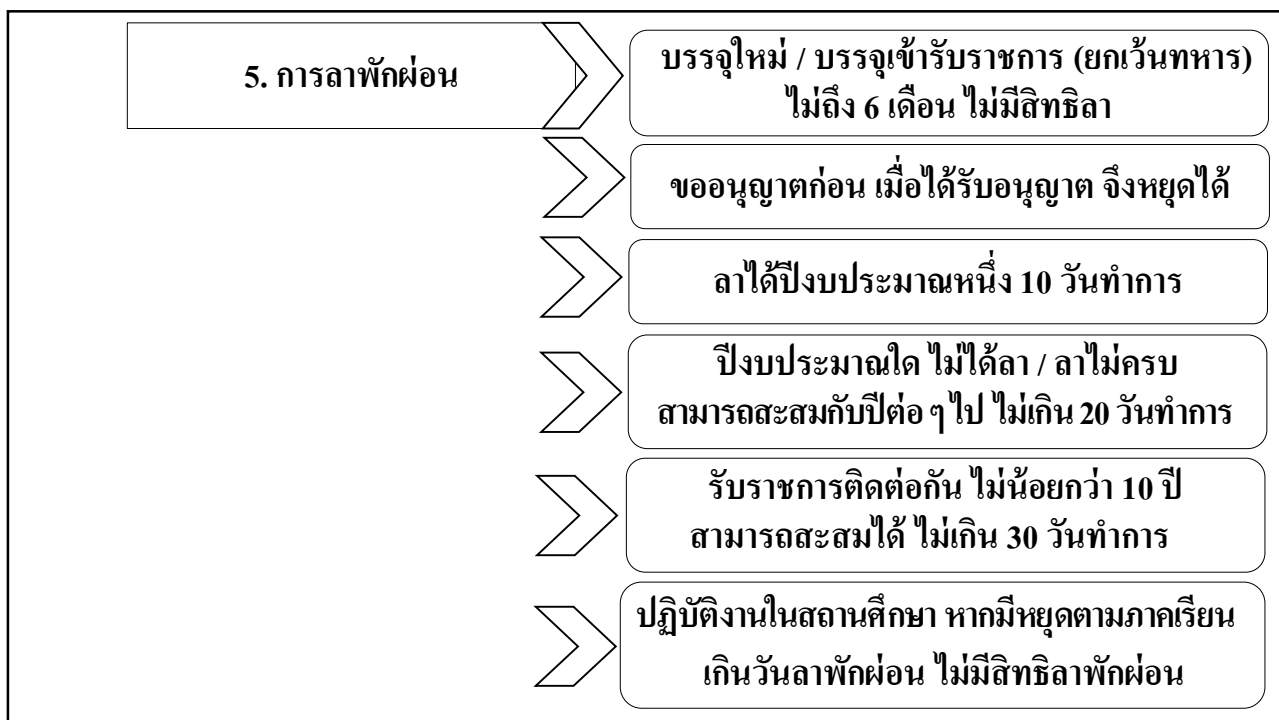 5. การลาพักผ่อน
บรรจุใหม่ / บรรจุเข้ารับราชการ (ยกเว้นทหาร)
ไม่ถึง 6 เดือน ไม่มีสิทธิลา
ขออนุญาตก่อน เมื่อได้รับอนุญาต จึงหยุดได้
ลาได้ปีงบประมาณหนึ่ง 10 วันทำการ
ปีงบประมาณใด ไม่ได้ลา / ลาไม่ครบ
สามารถสะสมกับปีต่อ ๆ ไป ไม่เกิน 20 วันทำการ
รับราชการติดต่อกัน ไม่น้อยกว่า 10 ปี
สามารถสะสมได้ ไม่เกิน 30 วันทำการ
ปฏิบัติงานในสถานศึกษา หากมีหยุดตามภาคเรียน
เกินวันลาพักผ่อน ไม่มีสิทธิลาพักผ่อน